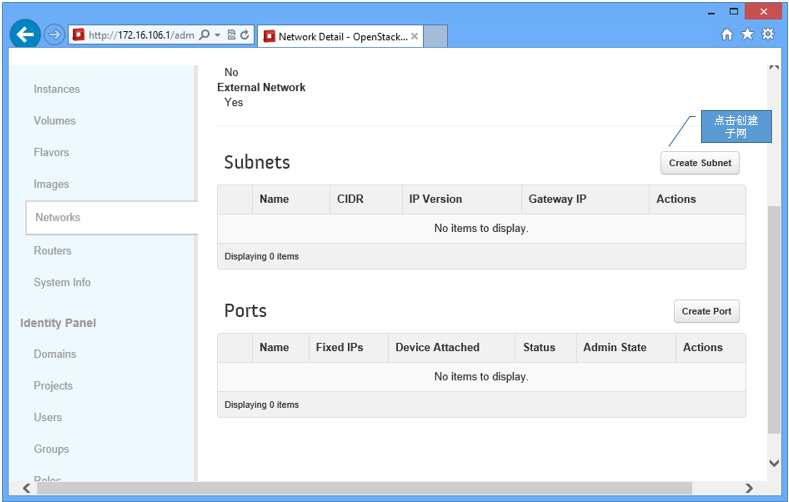 http://172.16.106.1/adm
Network Detail - OpenStack...
Instances
Volumes
Flavors
Images
Networks
Routers
System Info
Identity Panel
Domains
Projects
Users
Groups
Roles
No
External Network
Yes
点击创建
子网
Subnets
Create Subnet
Name CIDR IP Version Gateway IP Actions
No items to display.
Displaying 0 items
Ports
Create Port
Name Fixed IPs Device Attached Status Admin State Actions
No items to display.
Displaying 0 items